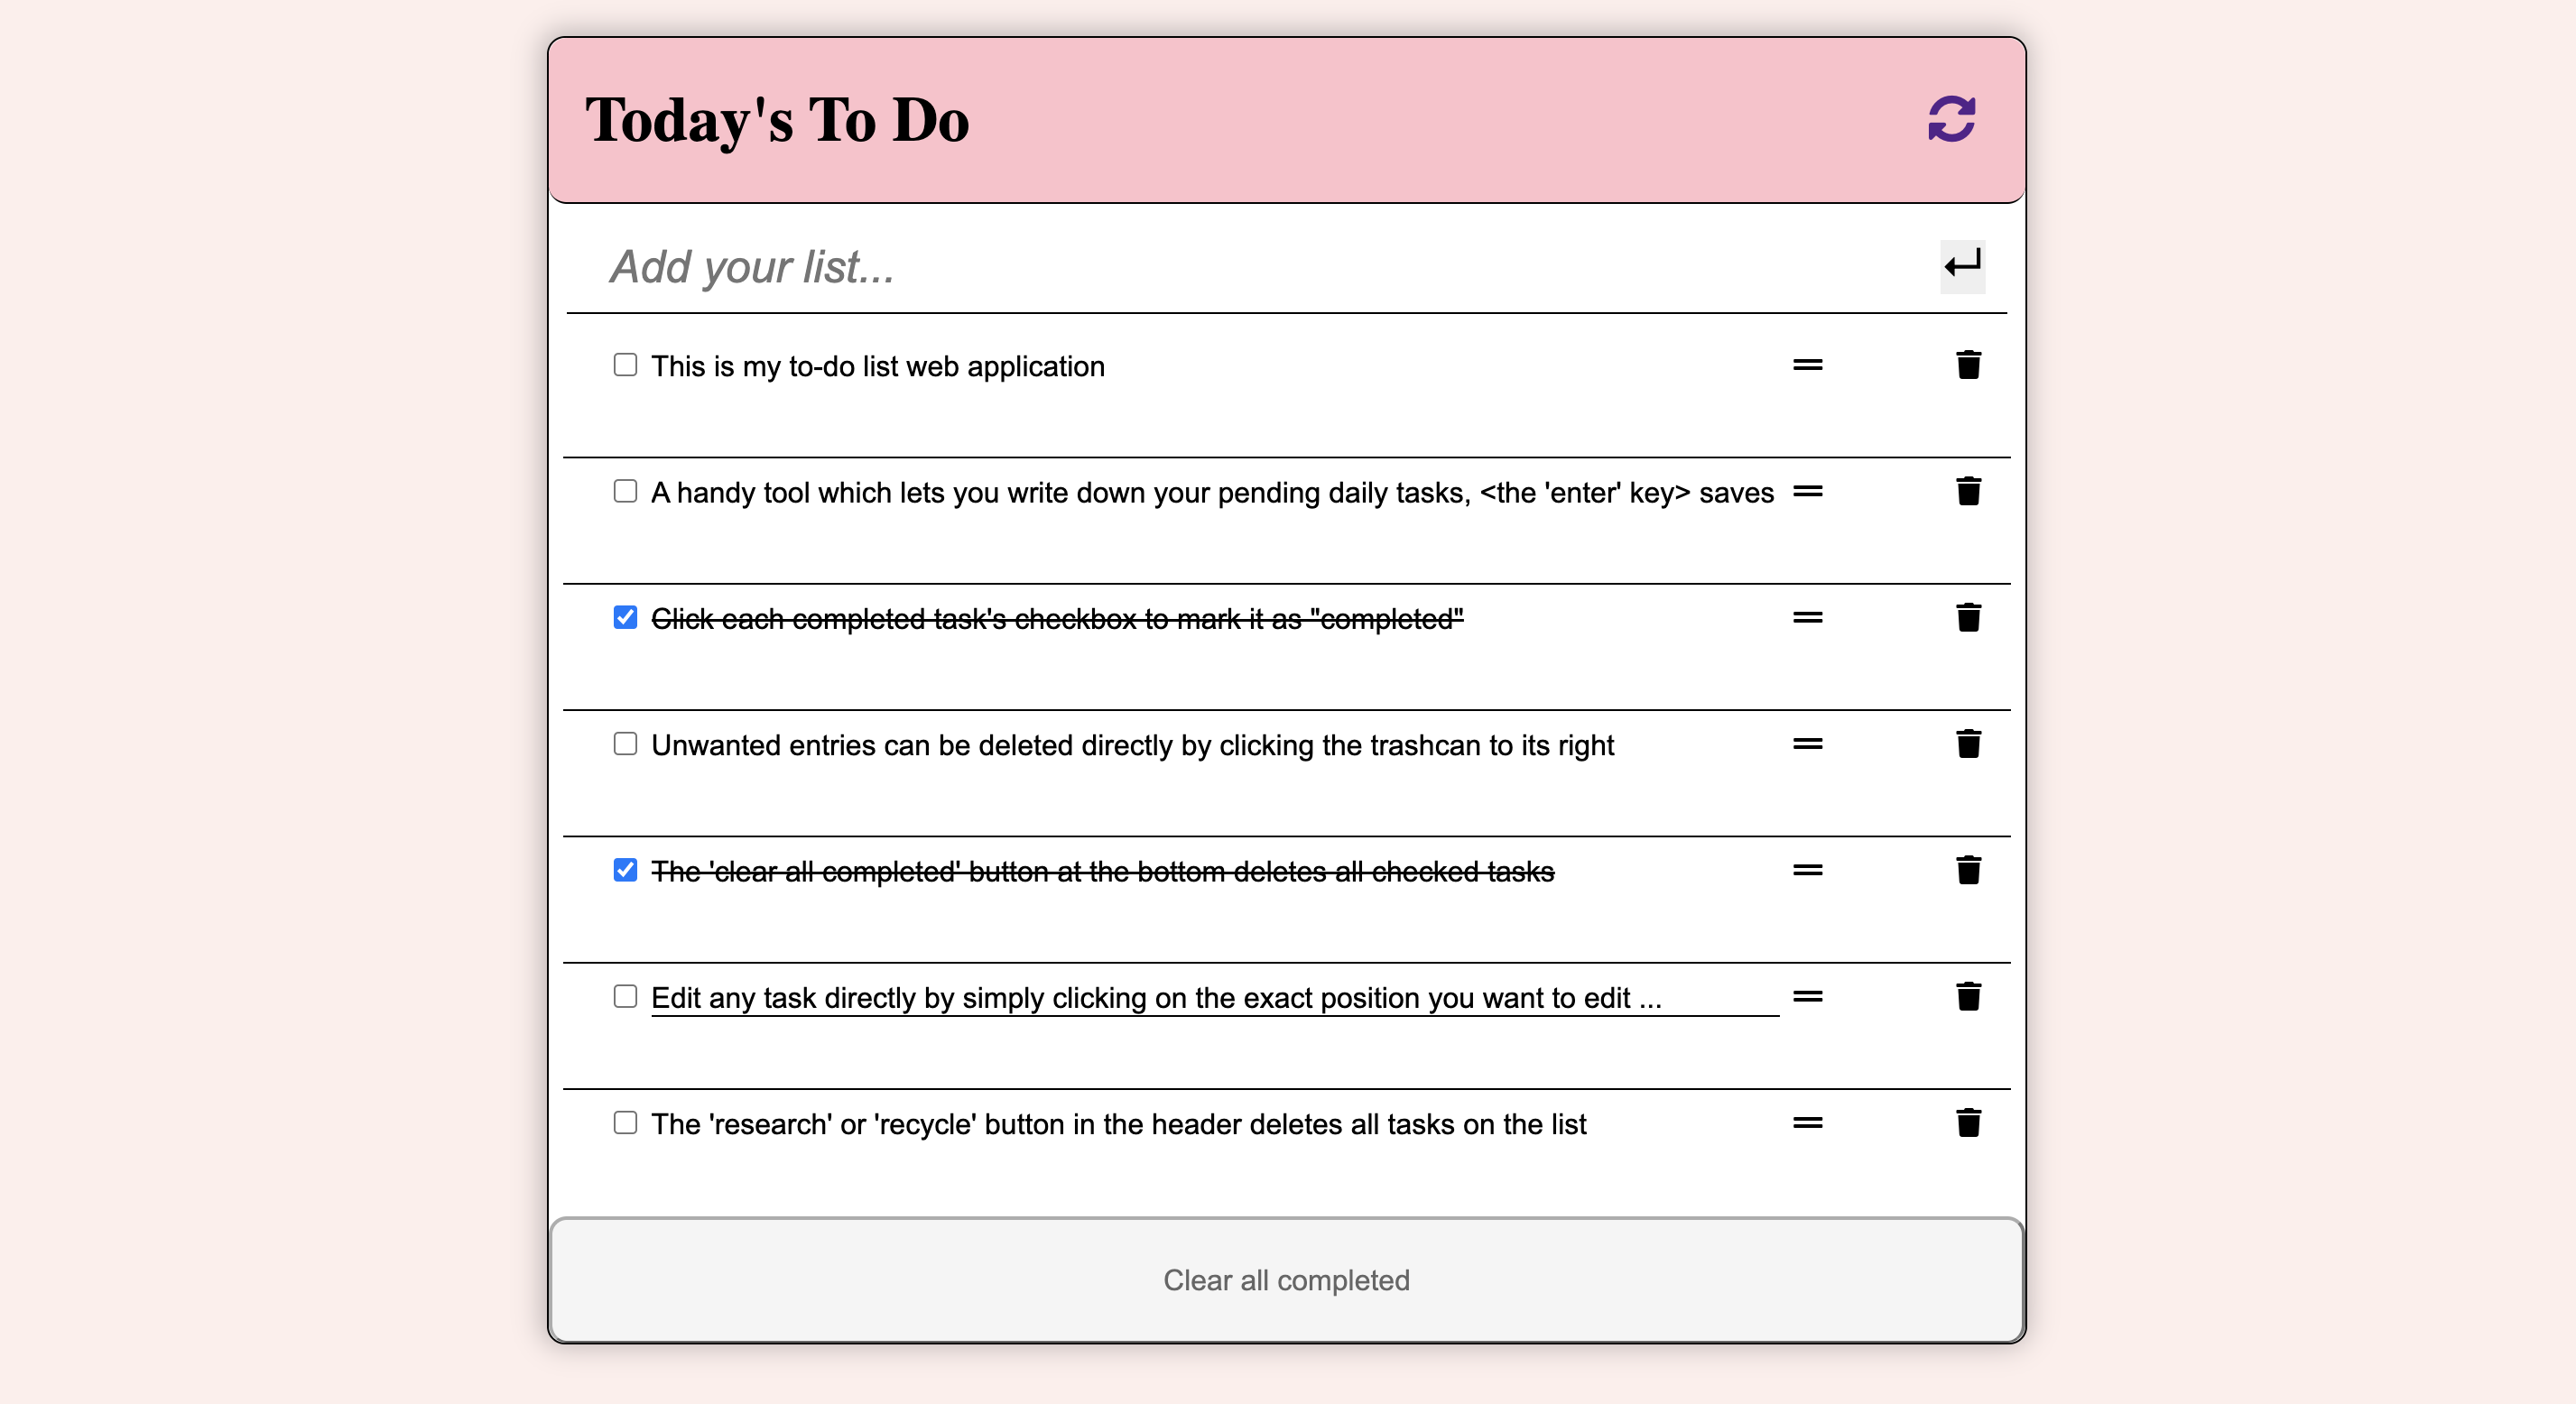 Today's To Do
Add your list...
This is my to-do list web application
A handy tool which lets you write down your pending daily tasks, <the 'enter' key> saves
Click each completed task's checkbox to mark it as "completed"
Unwanted entries can be deleted directly by clicking the trashcan to its right
The 'clear all completed' button at the bottom deletes all checked tasks
Edit any task directly by simply clicking on the exact position you want to edit ...
The 'research' or 'recycle' button in the header deletes all tasks on the list
Clear all completed